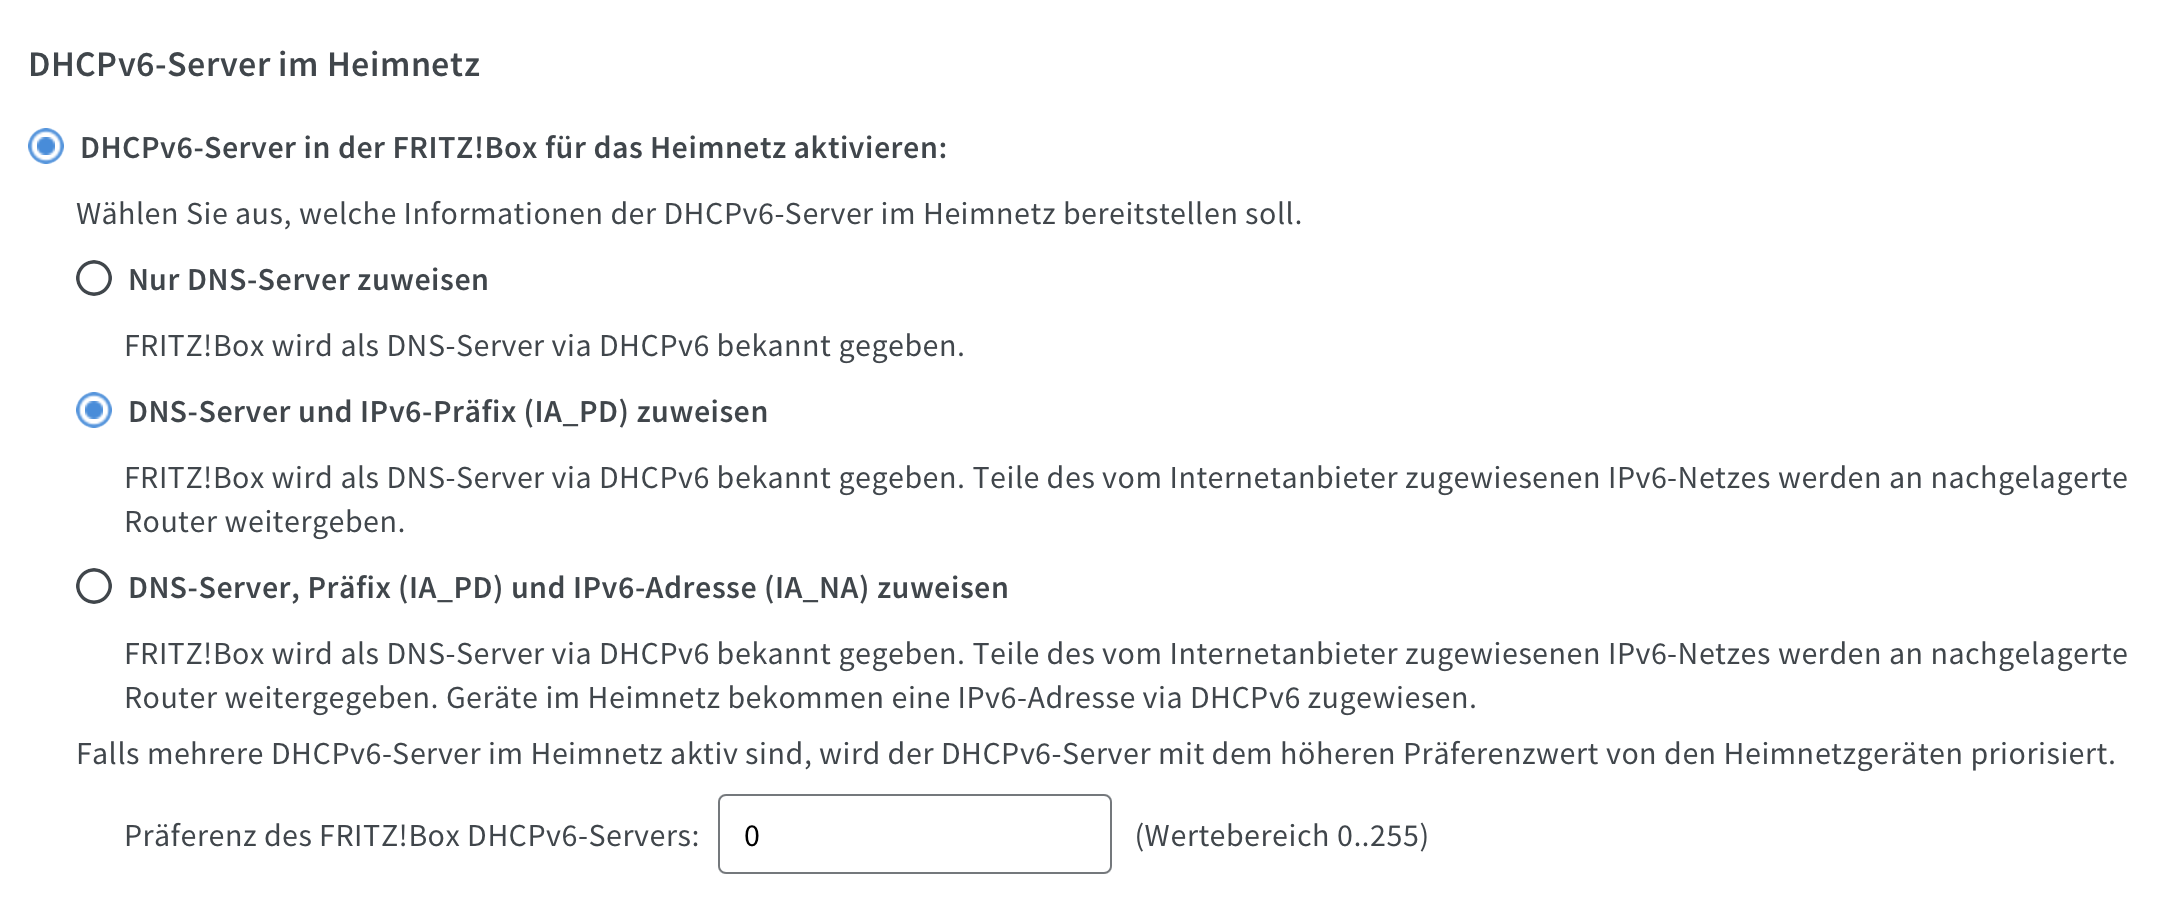 DHCPv6-Server im Heimnetz
DHCPv6-Server in der FRITZ!Box für das Heimnetz aktivieren:
Wählen Sie aus, welche Informationen der DHCPv6-Server im Heimnetz bereitstellen soll.
Nur DNS-Server zuweisen
FRITZ!Box wird als DNS-Server via DHCPv6 bekannt gegeben.
DNS-Server und IPv6-Präfix (IA_PD) zuweisen
FRITZ!Box wird als DNS-Server via DHCPv6 bekannt gegeben. Teile des vom Internetanbieter zugewiesenen IPv6-Netzes werden an nachgelagerte
Router weitergeben.
DNS-Server, Präfix (IA_PD) und IPv6-Adresse (IA_NA) zuweisen
FRITZ!Box wird als DNS-Server via DHCPv6 bekannt gegeben. Teile des vom Internetanbieter zugewiesenen IPv6-Netzes werden an nachgelagerte
Router weitergegeben. Geräte im Heimnetz bekommen eine IPv6-Adresse via DHCPv6 zugewiesen.
Falls mehrere DHCPv6-Server im Heimnetz aktiv sind, wird der DHCPv6-Server mit dem höheren Präferenzwert von den Heimnetzgeräten priorisiert.
Präferenz des FRITZ!Box DHCPv6-Servers: 0 (Wertebereich 0..255)